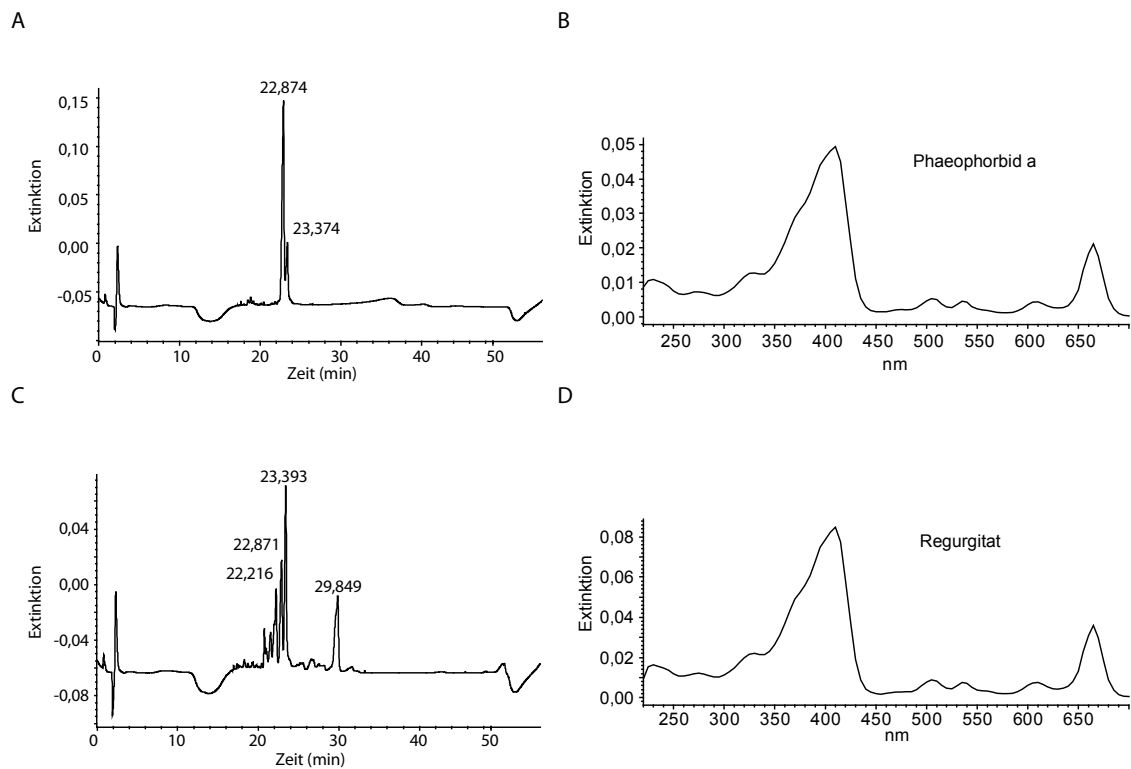 A
Extinktion
0,15
0,10
0,05
0,00
-0,05
22,874
23,374
0 10 20 30 40 50
Zeit (min)
B
Extinktion
0,05
0,04
0,03
0,02
0,01
0,00
Phaeophorbid a
250 300 350 400 450 500 550 600 650
nm
C
Extinktion
0,04
0,00
-0,04
-0,08
23,393
22,871
22,216
29,849
0 10 20 30 40 50
Zeit (min)
D
Extinktion
0,08
0,06
0,04
0,02
0,00
Regurgitat
250 300 350 400 450 500 550 600 650
nm